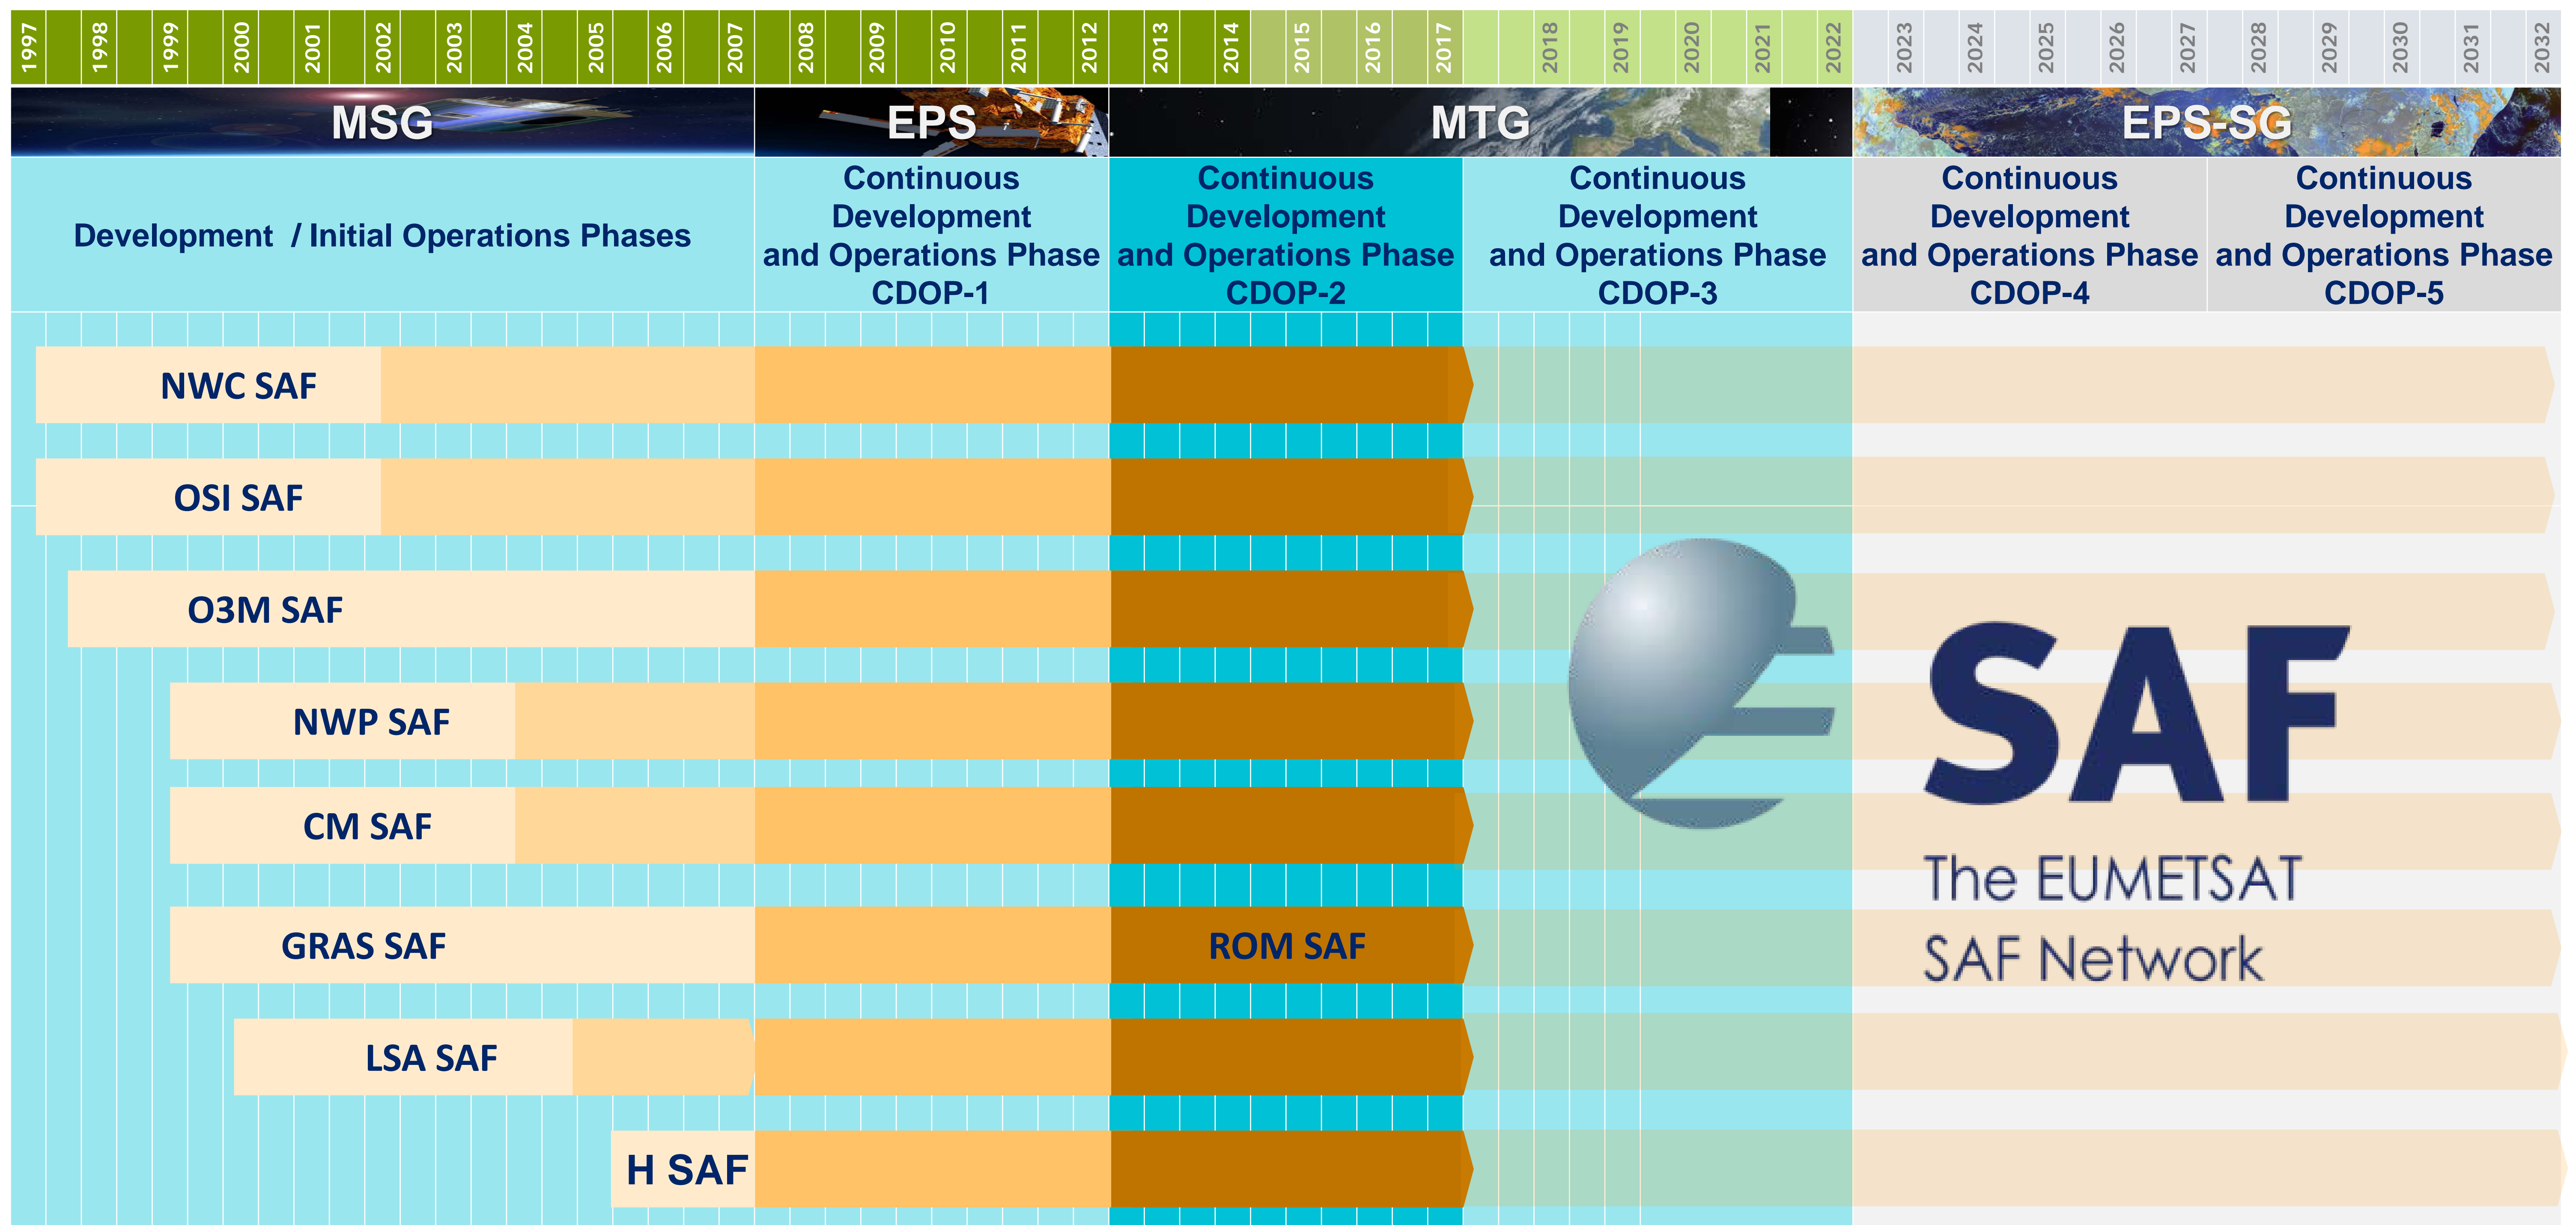 1997 1998 1999 2000 2001 2002 2003 2004 2005 2006 2007 2008 2009 2010 2011 2012 2013 2014 2015 2016 2017 2018 2019 2020 2021 2022 2023 2024 2025 2026 2027 2028 2029 2030 2031 2032
MSG EPS MTG EPS-SG
Development / Initial Operations Phases
Continuous
Development
and Operations Phase
CDOP-1
Continuous
Development
and Operations Phase
CDOP-2
Continuous
Development
and Operations Phase
CDOP-3
Continuous
Development
and Operations Phase
CDOP-4
Continuous
Development
and Operations Phase
CDOP-5
NWC SAF
OSI SAF
O3M SAF
NWP SAF
CM SAF
GRAS SAF
ROM SAF
LSA SAF
H SAF
SAF
The EUMETSAT
SAF Network